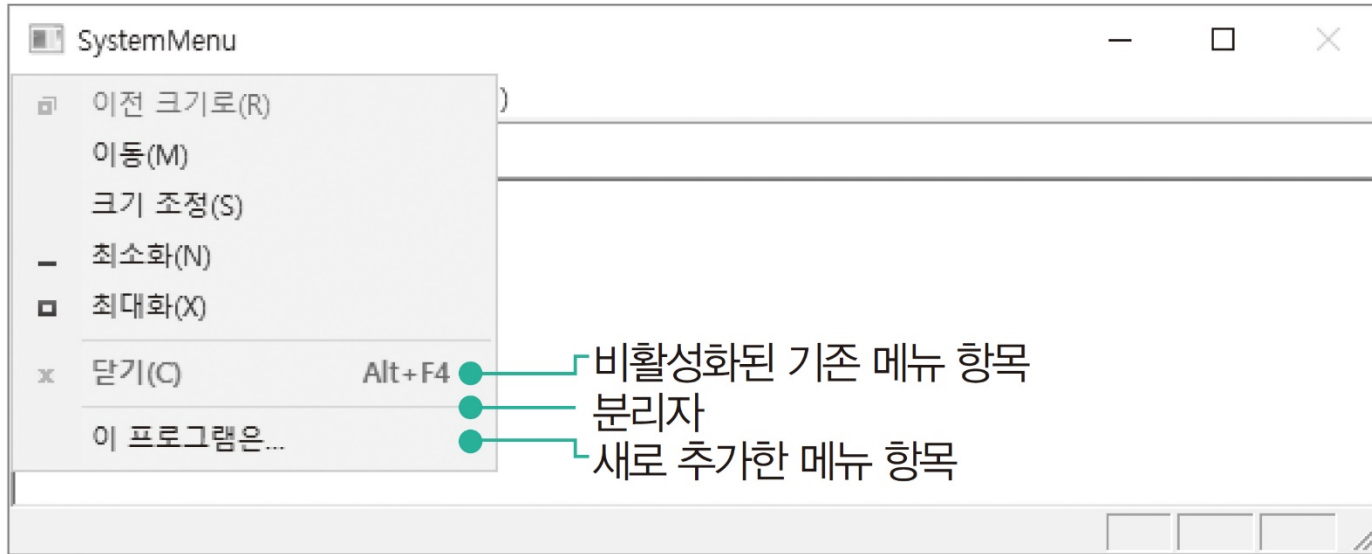 SystemMenu
이전 크기로(R)
)
이동(M)
크기 조정(S)
최소화(N)
최대화(X)
닫기(C) Alt+F4
비활성화된 기존 메뉴 항목
분리자
이 프로그램은...
새로 추가한 메뉴 항목